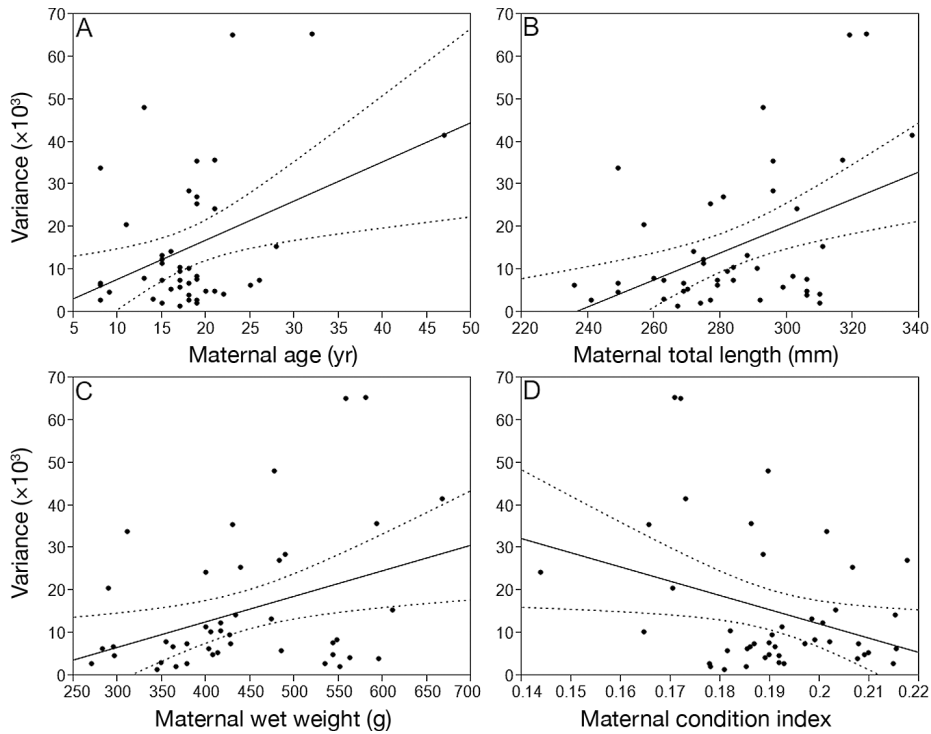 A
70
60
50
40
30
20
10
0
Variance (×10³)
5 10 15 20 25 30 35 40 45 50
Maternal age (yr)
B
70
60
50
40
30
20
10
0
220 240 260 280 300 320 340
Maternal total length (mm)
C
70
60
50
40
30
20
10
0
Variance (×10³)
250 300 350 400 450 500 550 600 650 700
Maternal wet weight (g)
D
70
60
50
40
30
20
10
0
0.14 0.15 0.16 0.17 0.18 0.19 0.2 0.21 0.22
Maternal condition index